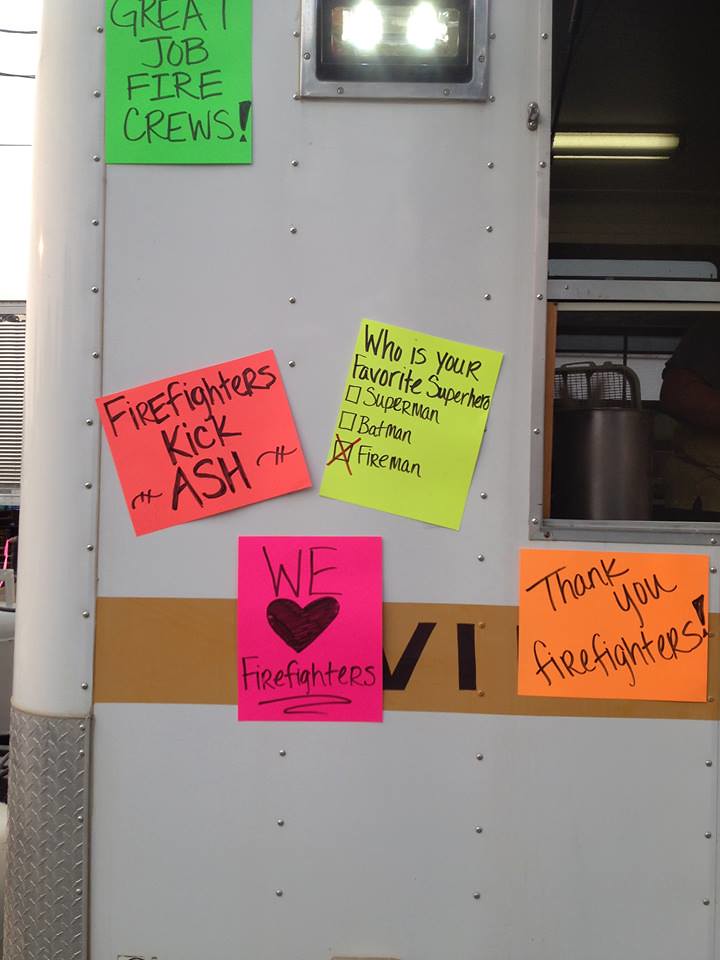 GREAT
JOB
FIRE
CREWS!
Who is your
Favorite Superhero
Superman
Batman
Fireman
Firefighters
Kick
ASH
WE
Firefighters
Thank
you
firefighters!
VI